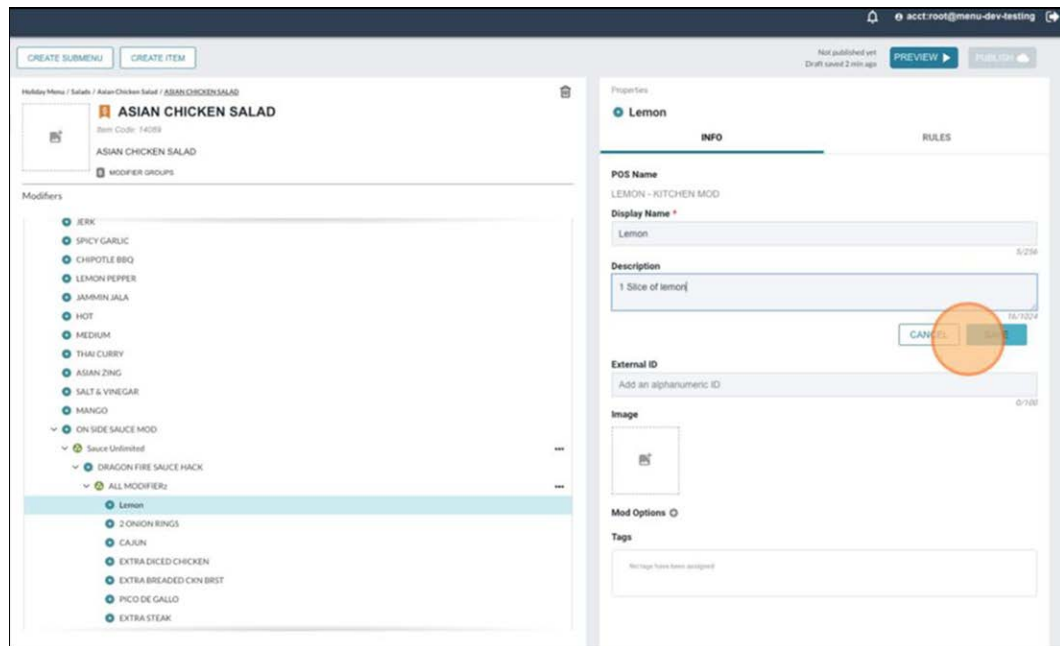 acct:root@menu-dev-testing
CREATE SUBMENU
CREATE ITEM
Not published yet
Draft saved 2 min ago
PREVIEW
PUBLISH
Holiday Menu / Salads / Asian Chicken Salad / ASIAN CHICKEN SALAD
ASIAN CHICKEN SALAD
Item Code: 14089
ASIAN CHICKEN SALAD
MODIFIER GROUPS
Modifiers
JERK
SPICY GARLIC
CHIPOTLE BBQ
LEMON PEPPER
JAMMIN JALA
HOT
MEDIUM
THAI CURRY
ASIAN ZING
SALT & VINEGAR
MANGO
ON SIDE SAUCE MOD
Sauce Unlimited
DRAGON FIRE SAUCE HACK
ALL MODIFIERz
Lemon
2 ONION RINGS
CAJUN
EXTRA DICED CHICKEN
EXTRA BREADED CKN BRST
PICO DE GALLO
EXTRA STEAK
Properties
Lemon
INFO
RULES
POS Name
LEMON - KITCHEN MOD
Display Name *
Lemon
5/256
Description
1 Slice of lemon
16/1024
CANCEL
SAVE
External ID
Add an alphanumeric ID
0/100
Image
Mod Options
Tags
No tags have been assigned